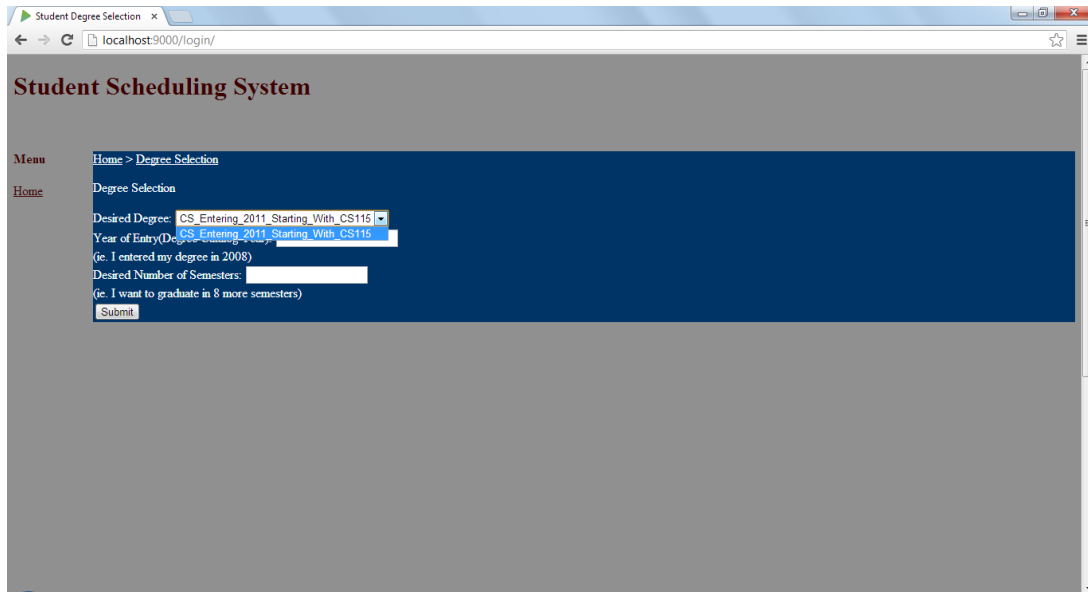 Student Degree Selection
localhost:9000/login/
Student Scheduling System
Menu
Home
Home > Degree Selection
Degree Selection
Desired Degree: CS_Entering_2011_Starting_With_CS115
CS_Entering_2011_Starting_With_CS115
Year of Entry(Degree
(ie. I entered my degree in 2008)
Desired Number of Semesters:
(ie. I want to graduate in 8 more semesters)
Submit